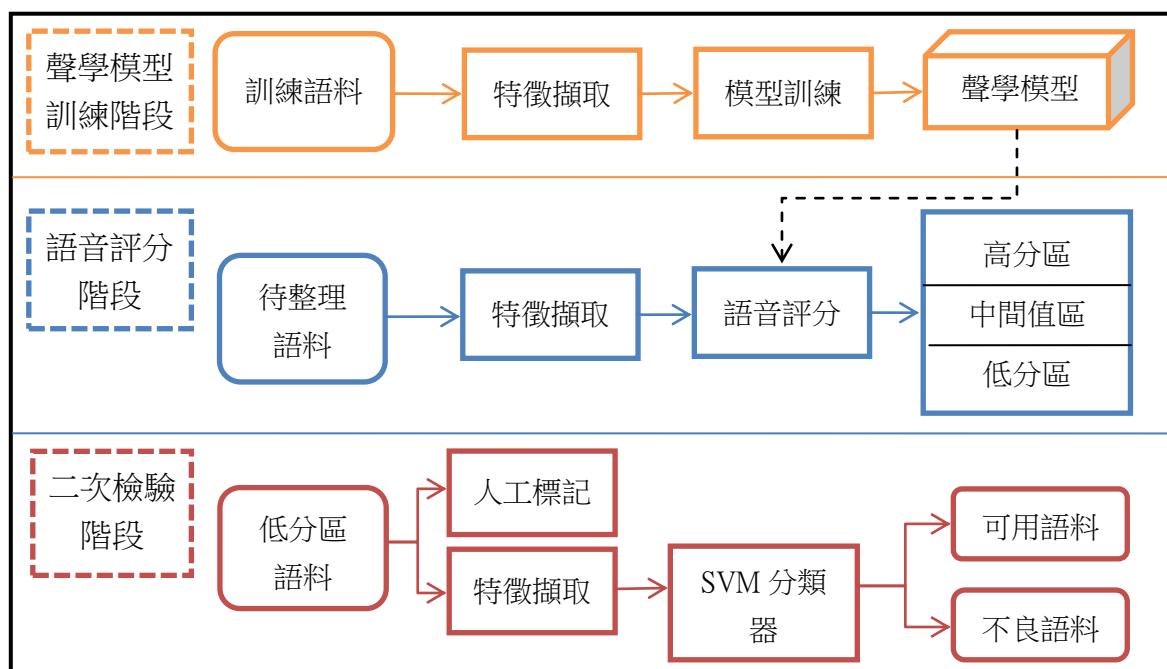 聲學模型
訓練階段
訓練語料
特徵擷取
模型訓練
聲學模型
語音評分
階段
待整理
語料
特徵擷取
語音評分
高分區
中間值區
低分區
二次檢驗
階段
低分區
語料
人工標記
特徵擷取
SVM 分類
器
可用語料
不良語料